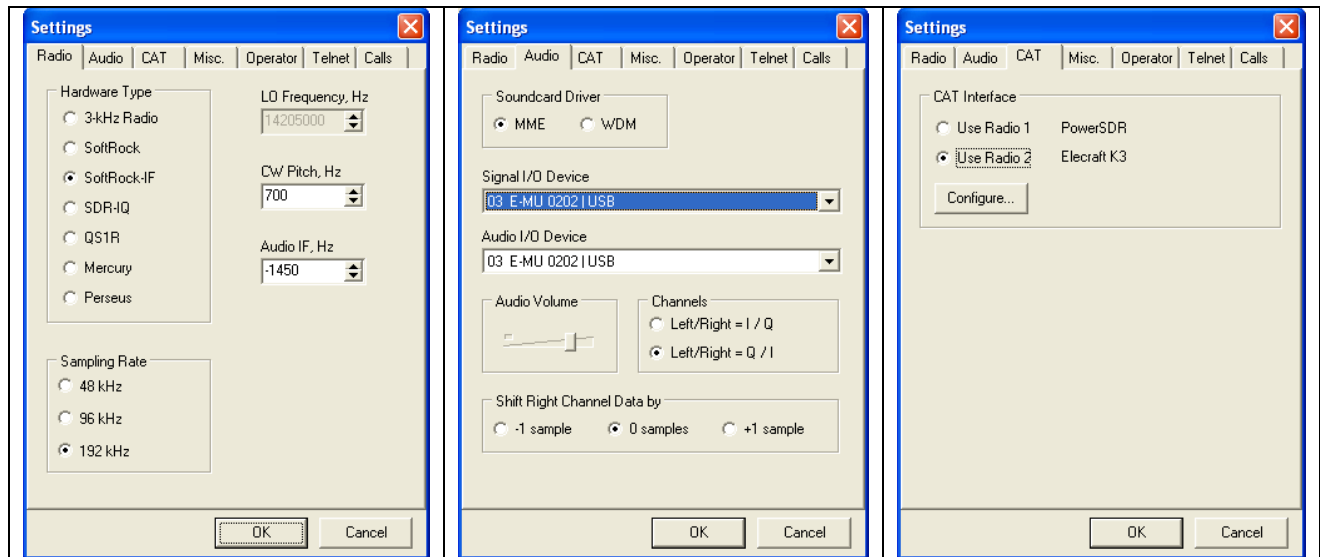 Settings
Radio Audio CAT Misc. Operator Telnet Calls
Hardware Type
3-kHz Radio
SoftRock
SoftRock-IF
SDR-IQ
QS1R
Mercury
Perseus
LO Frequency, Hz
14205000
CW Pitch, Hz
700
Audio IF, Hz
-1450
Sampling Rate
48 kHz
96 kHz
192 kHz
OK Cancel
Settings
Radio Audio CAT Misc. Operator Telnet Calls
Soundcard Driver
MME WDM
Signal I/O Device
03 E-MU 0202 | USB
Audio I/O Device
03 E-MU 0202 | USB
Audio Volume
Channels
Left/Right = I / Q
Left/Right = Q / I
Shift Right Channel Data by
-1 sample 0 samples +1 sample
OK Cancel
Settings
Radio Audio CAT Misc. Operator Telnet Calls
CAT Interface
Use Radio 1 PowerSDR
Use Radio 2 Elecraft K3
Configure...
OK Cancel